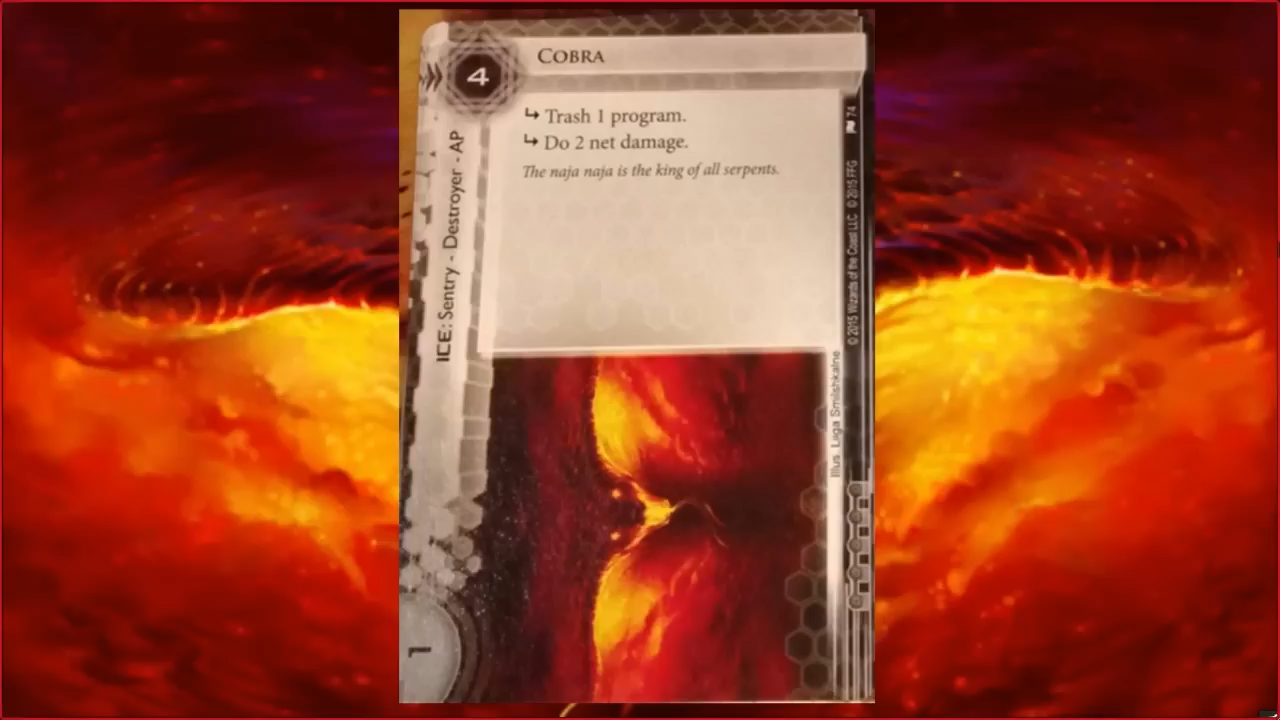 4
COBRA
↳ Trash 1 program.
↳ Do 2 net damage.
The naja naja is the king of all serpents.
ICE: Sentry - Destroyer - AP
1
Illus. Liiga Smilshkalne
© 2015 Wizards of the Coast LLC. © 2015 FFG
74